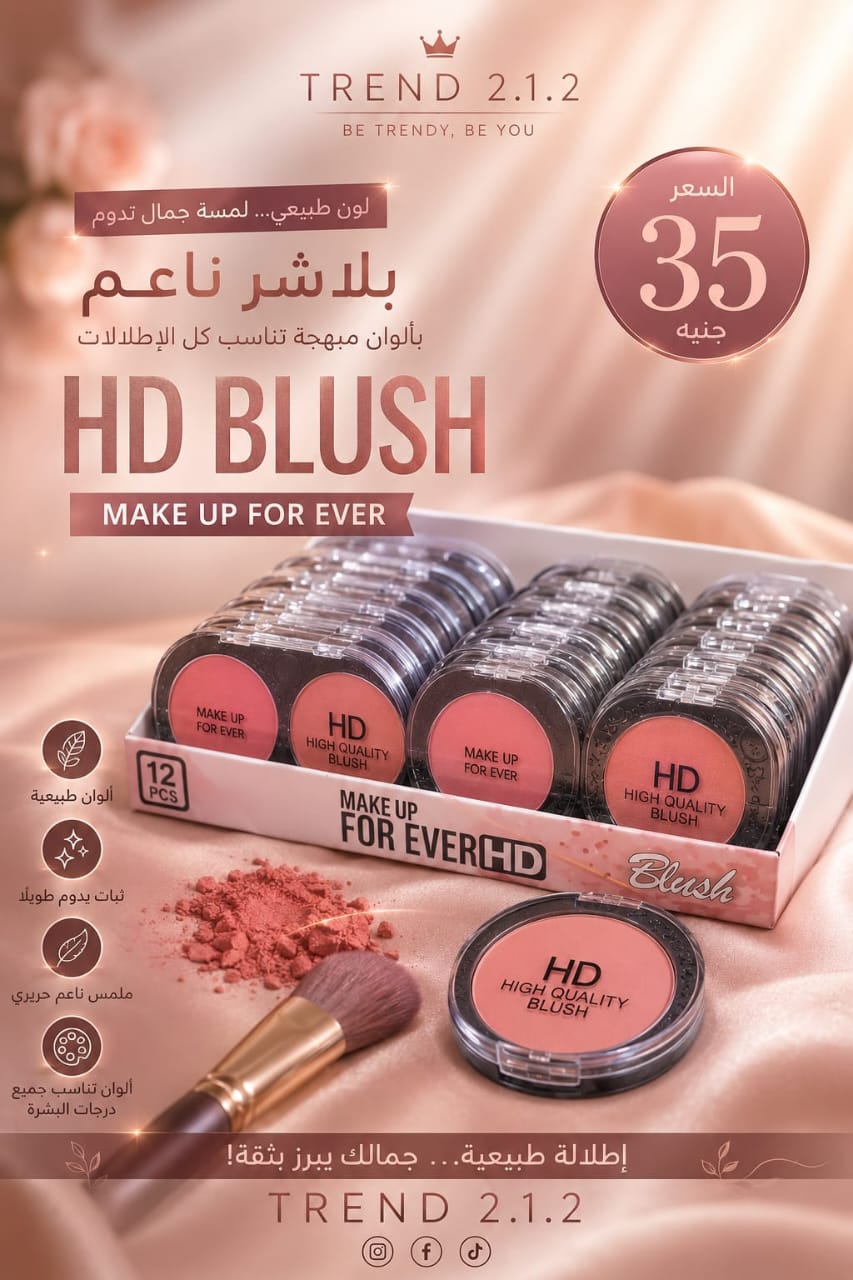 TREND 2.1.2
BE TRENDY, BE YOU
السعر
35
جنيه
لون طبيعي... لمسة جمال تدوم
بلاشر ناعم
بألوان مبهجة تناسب كل الإطلالات
HD BLUSH
MAKE UP FOR EVER
MAKE UP
FOR EVER
HD
HIGH QUALITY
BLUSH
MAKE UP
FOR EVER
HD
HIGH QUALITY
BLUSH
12
PCS
MAKE UP
FOR EVER HD
Blush
ألوان طبيعية
ثبات يدوم طويلًا
ملمس ناعم حريري
ألوان تناسب جميع
درجات البشرة
HD
HIGH QUALITY
BLUSH
إطلالة طبيعية... جمالك يبرز بثقة!
TREND 2.1.2